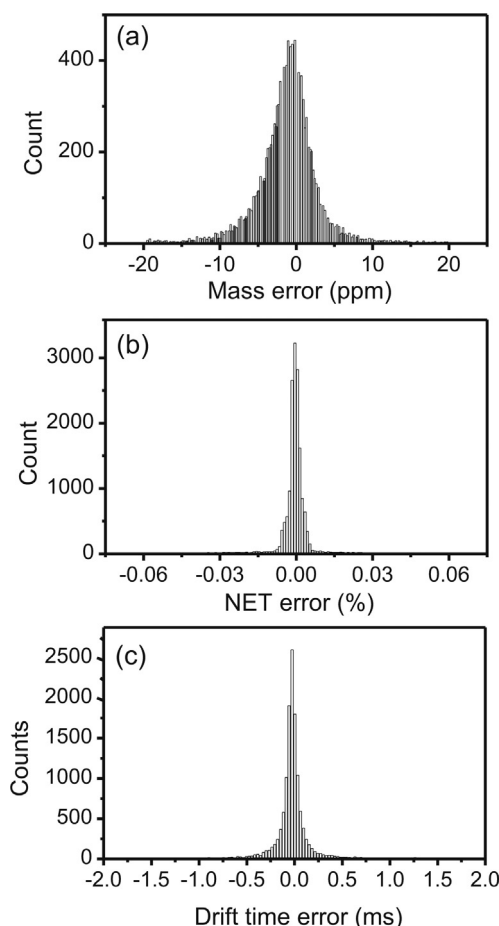 (a)
400
200
0
Count
-20 -10 0 10 20
Mass error (ppm)
(b)
3000
2000
1000
0
Count
-0.06 -0.03 0.00 0.03 0.06
NET error (%)
(c)
2500
2000
1500
1000
500
0
Counts
-2.0 -1.5 -1.0 -0.5 0.0 0.5 1.0 1.5 2.0
Drift time error (ms)